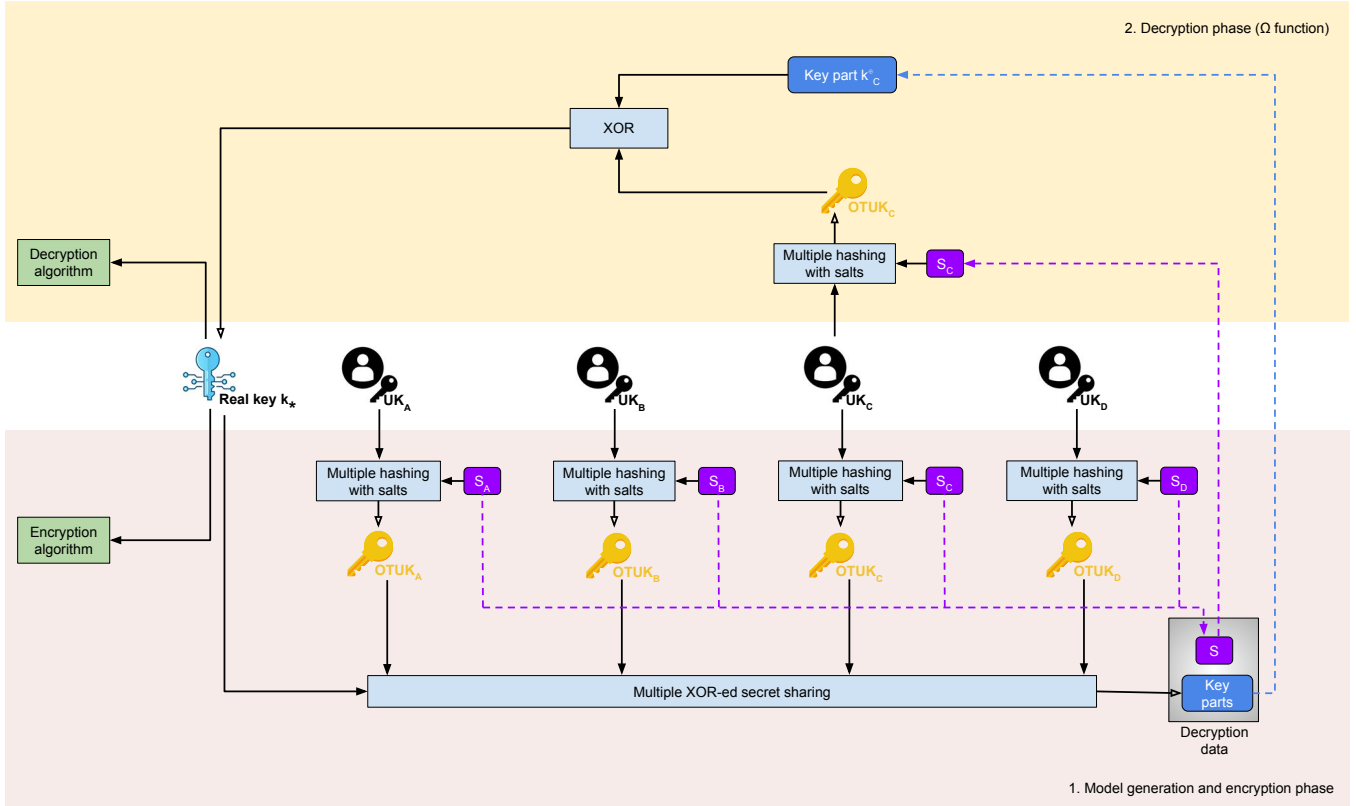 2. Decryption phase (Ω function)
Key part k°C
XOR
OTUKC
Decryption
algorithm
Multiple hashing
with salts
SC
Real key k*
UKA
UKB
UKC
UKD
Multiple hashing
with salts
SA
Multiple hashing
with salts
SB
Multiple hashing
with salts
SC
Multiple hashing
with salts
SD
Encryption
algorithm
OTUKA
OTUKB
OTUKC
OTUKD
S
Multiple XOR-ed secret sharing
Key
parts
Decryption
data
1. Model generation and encryption phase